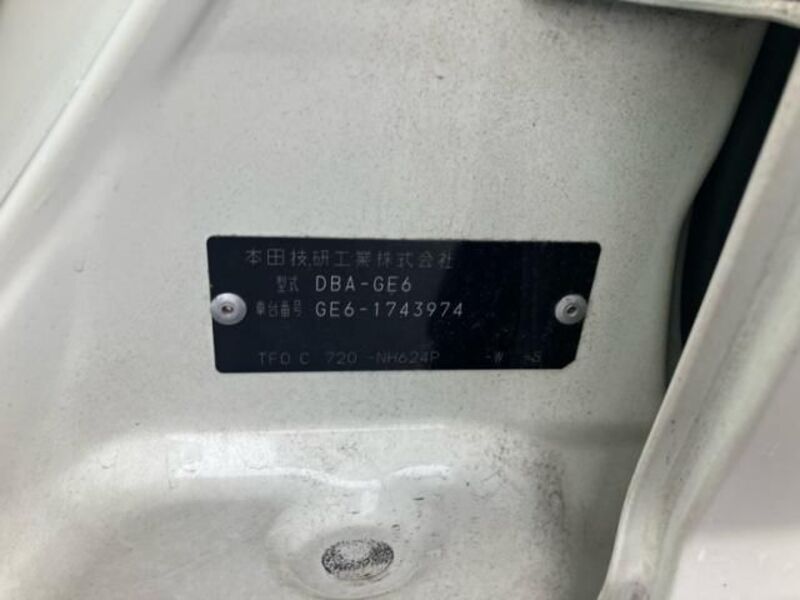 本田技研工業株式会社
型式 DBA-GE6
車台番号 GE6-1743974
TFD C 720 -NH624P -W -S